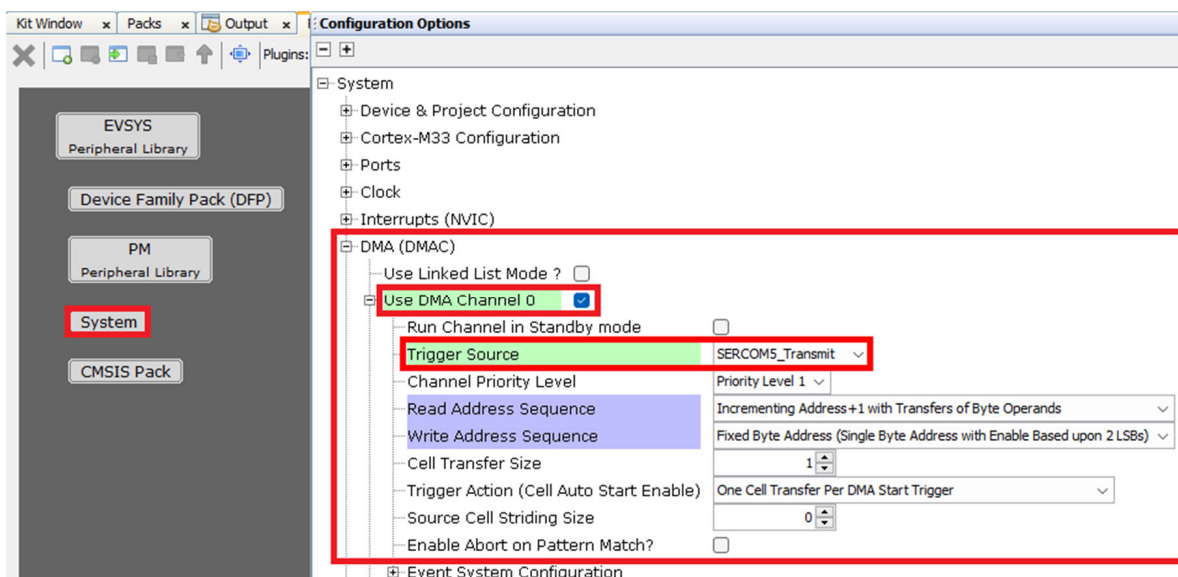 Kit Window x
Packs x
Output x
Plugins:
EVSYS
Peripheral Library
Device Family Pack (DFP)
PM
Peripheral Library
System
CMSIS Pack
Configuration Options
System
Device & Project Configuration
Cortex-M33 Configuration
Ports
Clock
Interrupts (NVIC)
DMA (DMAC)
Use Linked List Mode ?
Use DMA Channel 0
Run Channel in Standby mode
Trigger Source SERCOM5_Transmit
Channel Priority Level Priority Level 1
Read Address Sequence Incrementing Address+1 with Transfers of Byte Operands
Write Address Sequence Fixed Byte Address (Single Byte Address with Enable Based upon 2 LSBs)
Cell Transfer Size 1
Trigger Action (Cell Auto Start Enable) One Cell Transfer Per DMA Start Trigger
Source Cell Striding Size 0
Enable Abort on Pattern Match?
Event System Configuration